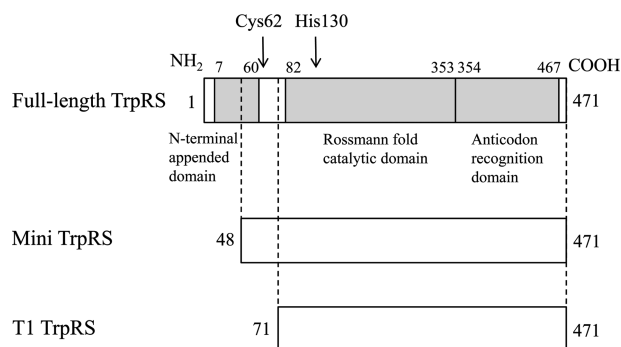 Cys62 His130
NH2 7 60 82 353 354 467 COOH
Full-length TrpRS 1 471
N-terminal appended domain
Rossmann fold catalytic domain
Anticodon recognition domain
Mini TrpRS 48 471
T1 TrpRS 71 471